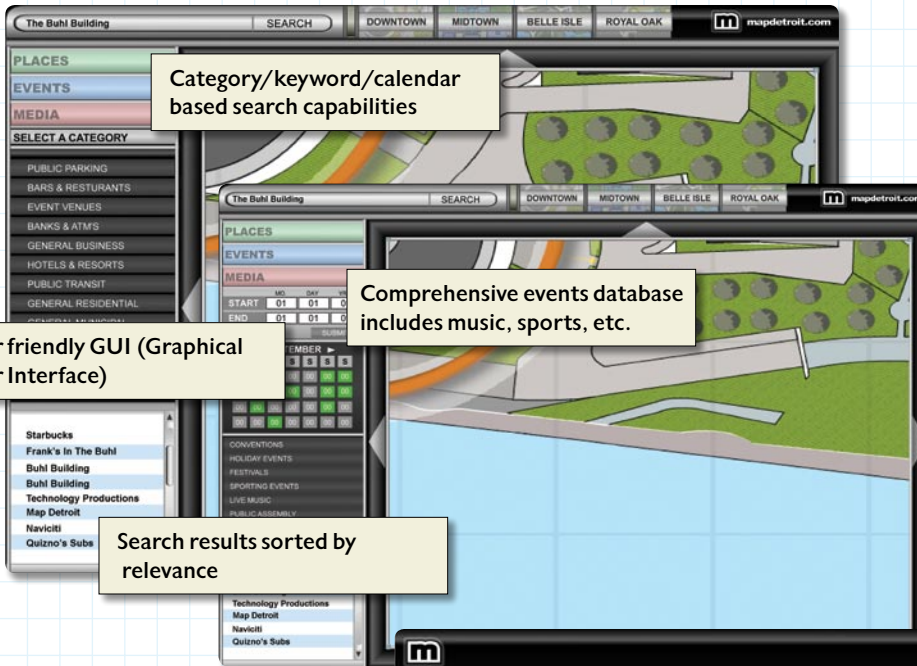 The Buhl Building
SEARCH
DOWNTOWN
MIDTOWN
BELLE ISLE
ROYAL OAK
mapdetroit.com
PLACES
EVENTS
MEDIA
SELECT A CATEGORY
PUBLIC PARKING
BARS & RESTURANTS
EVENT VENUES
BANKS & ATM'S
GENERAL BUSINESS
HOTELS & RESORTS
PUBLIC TRANSIT
GENERAL RESIDENTIAL
GENERAL MUNICIPAL
Category/keyword/calendar
based search capabilities
friendly GUI (Graphical
Interface)
Starbucks
Frank's In The Buhl
Buhl Building
Buhl Building
Technology Productions
Map Detroit
Naviciti
Quizno's Subs
The Buhl Building
SEARCH
DOWNTOWN
MIDTOWN
BELLE ISLE
ROYAL OAK
mapdetroit.com
PLACES
EVENTS
MEDIA
MO. DAY
START 01 01
END 01 01
S S S
CONVENTIONS
HOLIDAY EVENTS
FESTIVALS
SPORTING EVENTS
LIVE MUSIC
PUBLIC ASSEMBLY
Comprehensive events database
includes music, sports, etc.
Search results sorted by
relevance
Technology Productions
Map Detroit
Naviciti
Quizno's Subs
m